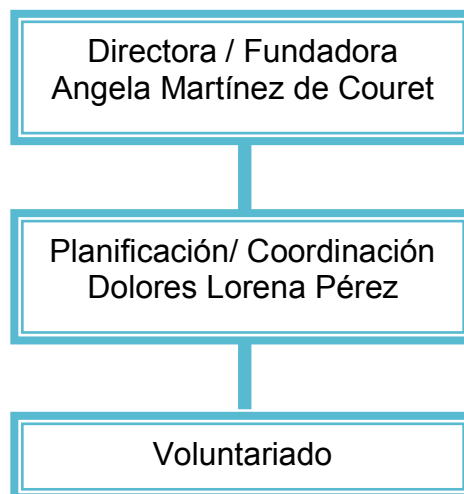 Directora / Fundadora
Angela Martínez de Couret
Planificación/ Coordinación
Dolores Lorena Pérez
Voluntariado